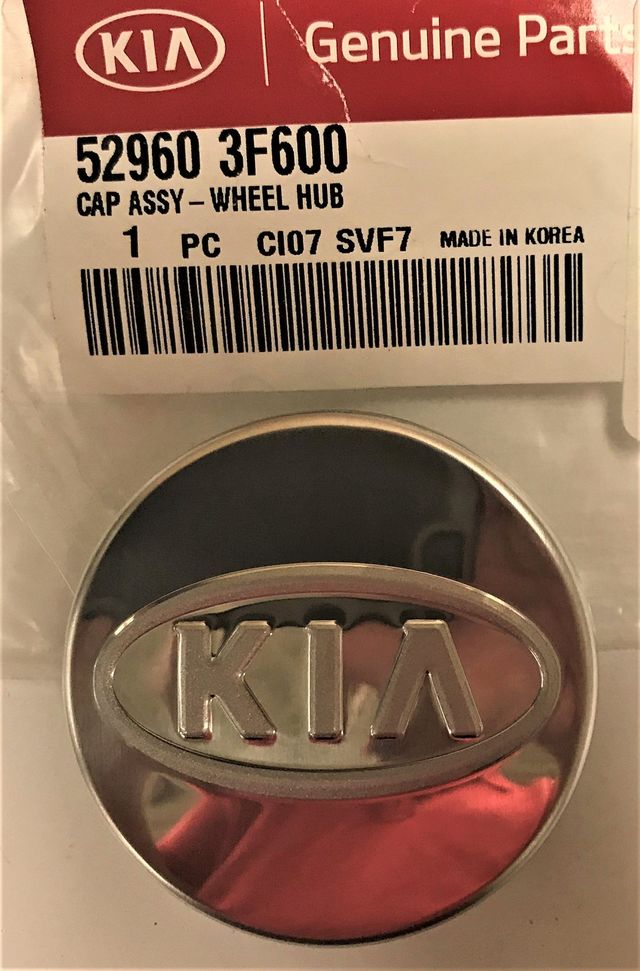 KIA Genuine Parts
52960 3F600
CAP ASSY - WHEEL HUB
1 PC CI07 SVF7 MADE IN KOREA
KIA